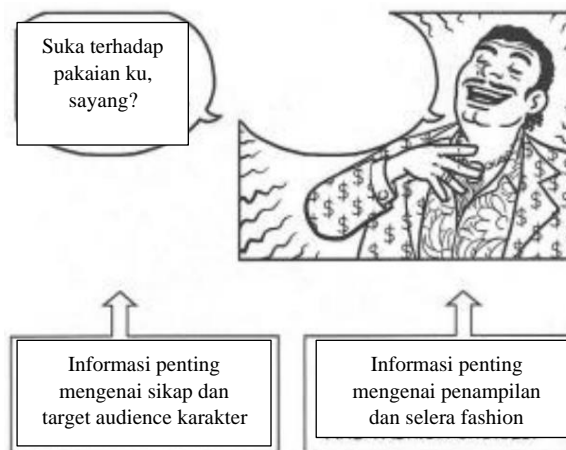 Suka terhadap
pakaian ku,
sayang?
Informasi penting
mengenai sikap dan
target audience karakter
Informasi penting
mengenai penampilan
dan selera fashion